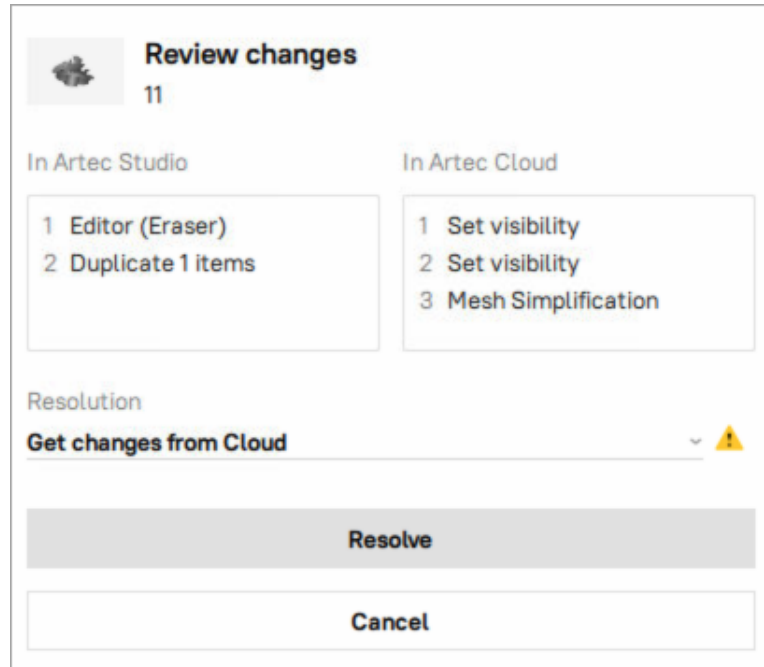 Review changes
11
In Artec Studio
1 Editor (Eraser)
2 Duplicate 1 items
In Artec Cloud
1 Set visibility
2 Set visibility
3 Mesh Simplification
Resolution
Get changes from Cloud
Resolve
Cancel